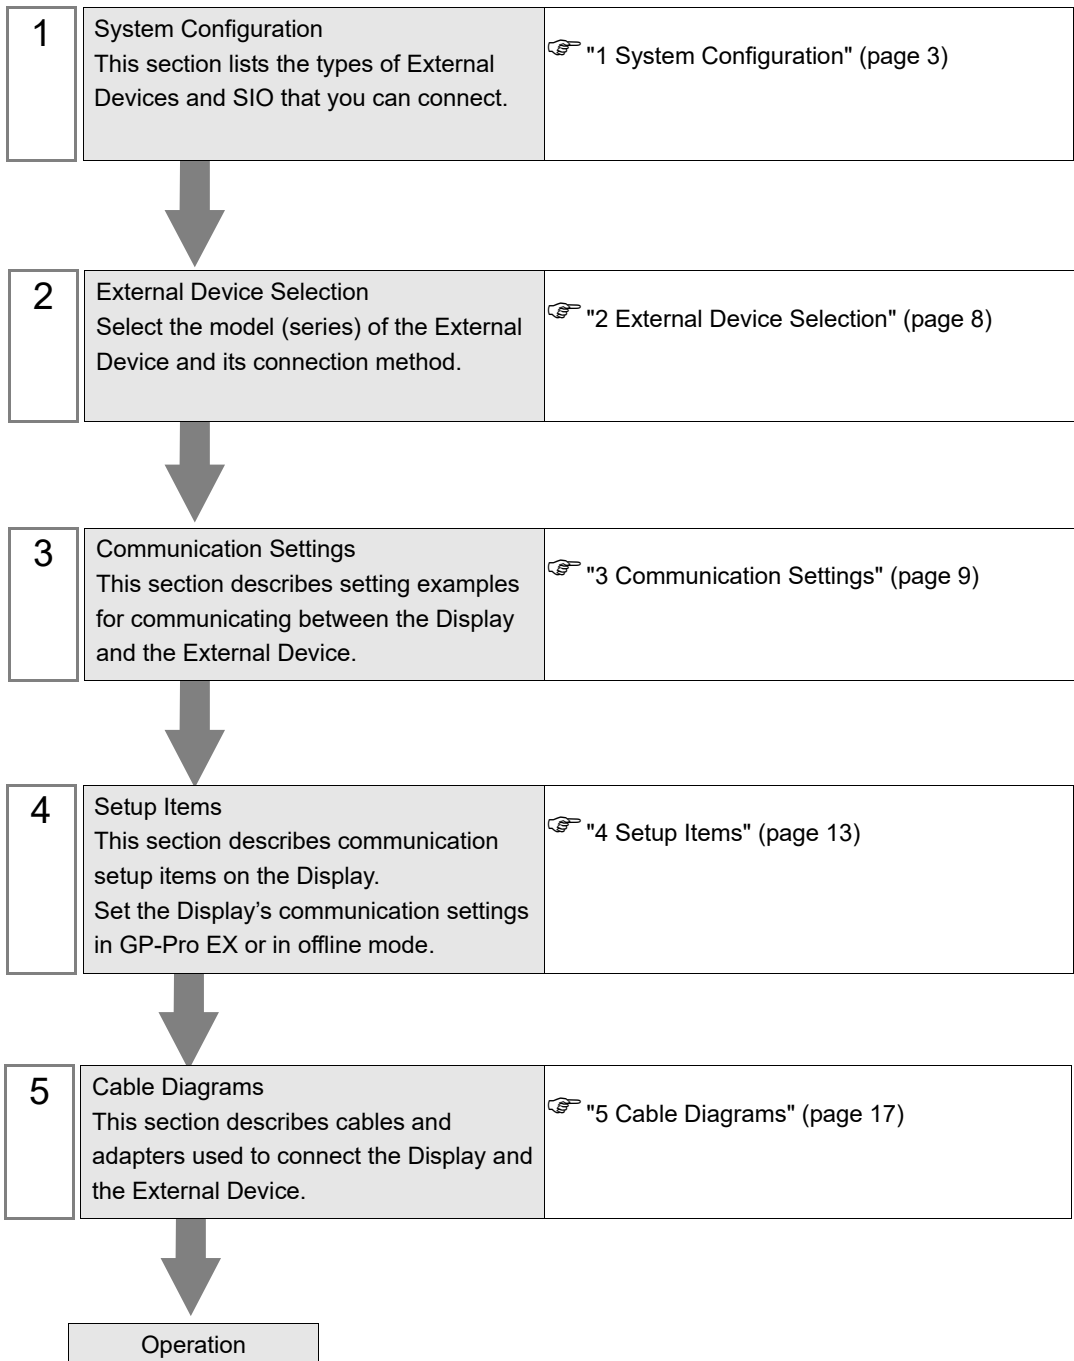 1
System Configuration
This section lists the types of External
Devices and SIO that you can connect.
"1 System Configuration" (page 3)
2
External Device Selection
Select the model (series) of the External
Device and its connection method.
"2 External Device Selection" (page 8)
3
Communication Settings
This section describes setting examples
for communicating between the Display
and the External Device.
"3 Communication Settings" (page 9)
4
Setup Items
This section describes communication
setup items on the Display.
Set the Display’s communication settings
in GP-Pro EX or in offline mode.
"4 Setup Items" (page 13)
5
Cable Diagrams
This section describes cables and
adapters used to connect the Display and
the External Device.
"5 Cable Diagrams" (page 17)
Operation